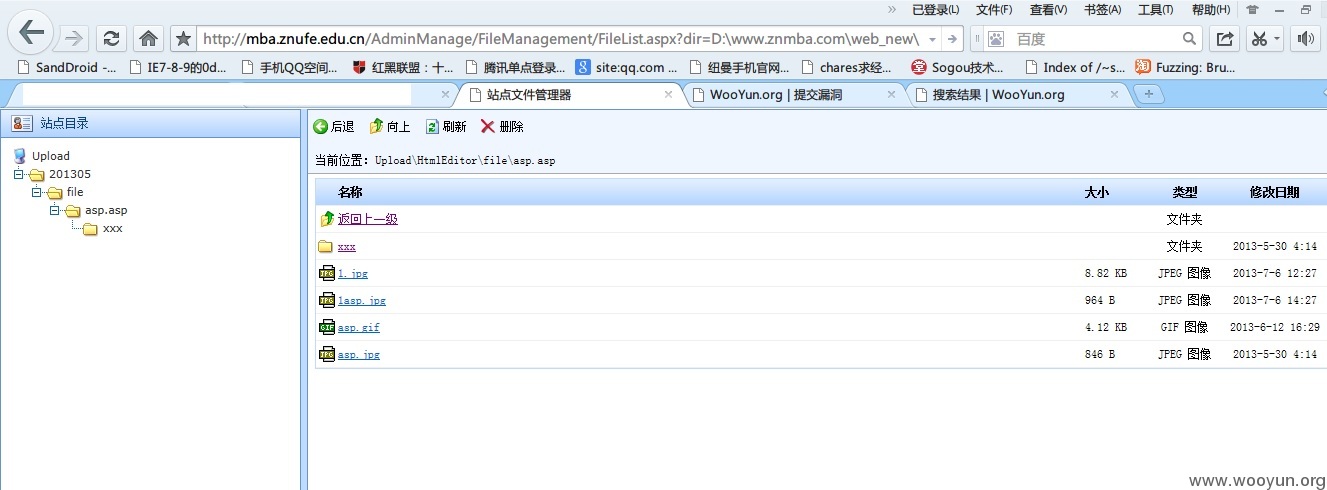 » 已登录(L) 文件(F) 查看(V) 书签(A) 工具(T) 帮助(H)
http://mba.znufe.edu.cn/AdminManage/FileManagement/FileList.aspx?dir=D:\www.znmba.com\web_new\ 百度
SandDroid -... IE7-8-9的0d... 手机QQ空间... 红黑联盟：十... 腾讯单点登录... site:qq.com ... 纽曼手机官网... chares求经... Sogou技术... Index of /~s... Fuzzing: Bru...
站点文件管理器 WooYun.org | 提交漏洞 搜索结果 | WooYun.org
站点目录
Upload
201305
file
asp.asp
xxx
后退 向上 刷新 删除
当前位置：Upload\HtmlEditor\file\asp.asp
名称 大小 类型 修改日期
返回上一级 文件夹
xxx 文件夹 2013-5-30 4:14
1.jpg 8.82 KB JPEG 图像 2013-7-6 12:27
1asp.jpg 964 B JPEG 图像 2013-7-6 14:27
asp.gif 4.12 KB GIF 图像 2013-6-12 16:29
asp.jpg 846 B JPEG 图像 2013-5-30 4:14
www.wooyun.org